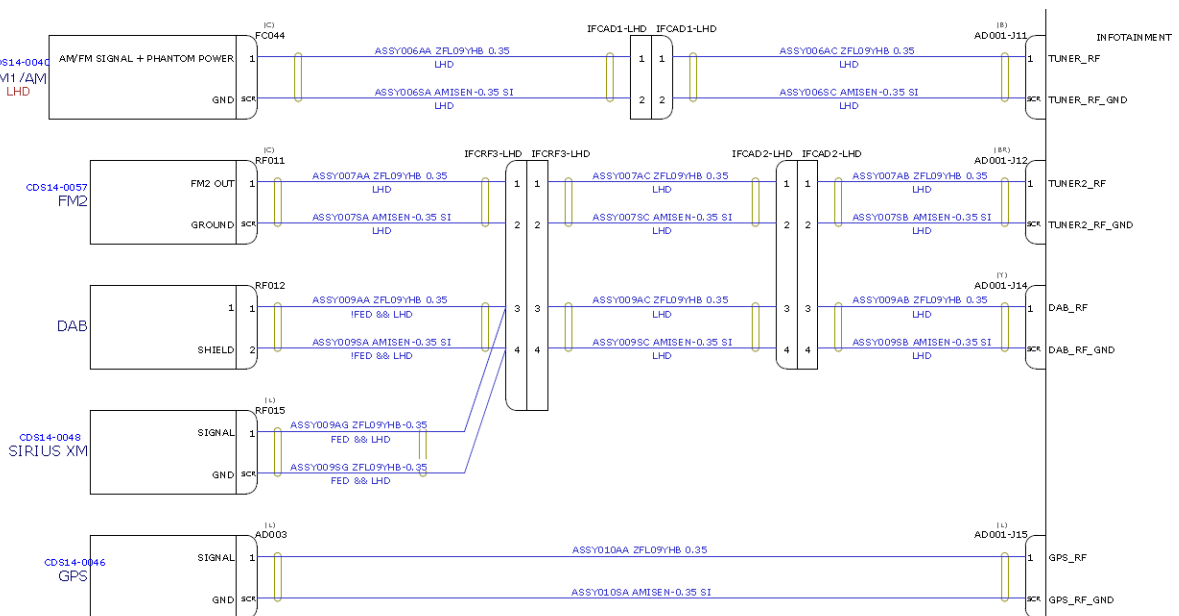 (C)
FC044
IFCAD1-LHD IFCAD1-LHD
(B)
AD001-J11
INFOTAINMENT
AM/FM SIGNAL + PHANTOM POWER 1
ASSY006AA ZFL09YHB 0.35
LHD
1 1
ASSY006AC ZFL09YHB 0.35
LHD
1 TUNER_RF
LHD
GND SCR
ASSY006SA AMISEN-0.35 SI
LHD
2 2
ASSY006SC AMISEN-0.35 SI
LHD
SCR TUNER_RF_GND
(C)
RF011
IFCRF3-LHD IFCRF3-LHD
IFCAD2-LHD IFCAD2-LHD
(BR)
AD001-J12
CDS14-0057
FM2
FM2 OUT 1
ASSY007AA ZFL09YHB 0.35
LHD
1 1
ASSY007AC ZFL09YHB 0.35
LHD
1 1
ASSY007AB ZFL09YHB 0.35
LHD
1 TUNER2_RF
GROUND SCR
ASSY007SA AMISEN-0.35 SI
LHD
2 2
ASSY007SC AMISEN-0.35 SI
LHD
2 2
ASSY007SB AMISEN-0.35 SI
LHD
SCR TUNER2_RF_GND
RF012
(Y)
AD001-J14
DAB
1 1
ASSY009AA ZFL09YHB 0.35
!FED && LHD
3 3
ASSY009AC ZFL09YHB 0.35
LHD
3 3
ASSY009AB ZFL09YHB 0.35
LHD
1 DAB_RF
SHIELD 2
ASSY009SA AMISEN-0.35 SI
!FED && LHD
4 4
ASSY009SC AMISEN-0.35 SI
LHD
4 4
ASSY009SB AMISEN-0.35 SI
LHD
SCR DAB_RF_GND
(L)
RF015
CDS14-0048
SIRIUS XM
SIGNAL 1
ASSY009AG ZFL09YHB-0.35
FED && LHD
GND SCR
ASSY009SG ZFL09YHB-0.35
FED && LHD
(L)
AD003
(L)
AD001-J15
CDS14-0046
GPS
SIGNAL 1
ASSY010AA ZFL09YHB 0.35
1 GPS_RF
GND SCR
ASSY010SA AMISEN-0.35 SI
SCR GPS_RF_GND